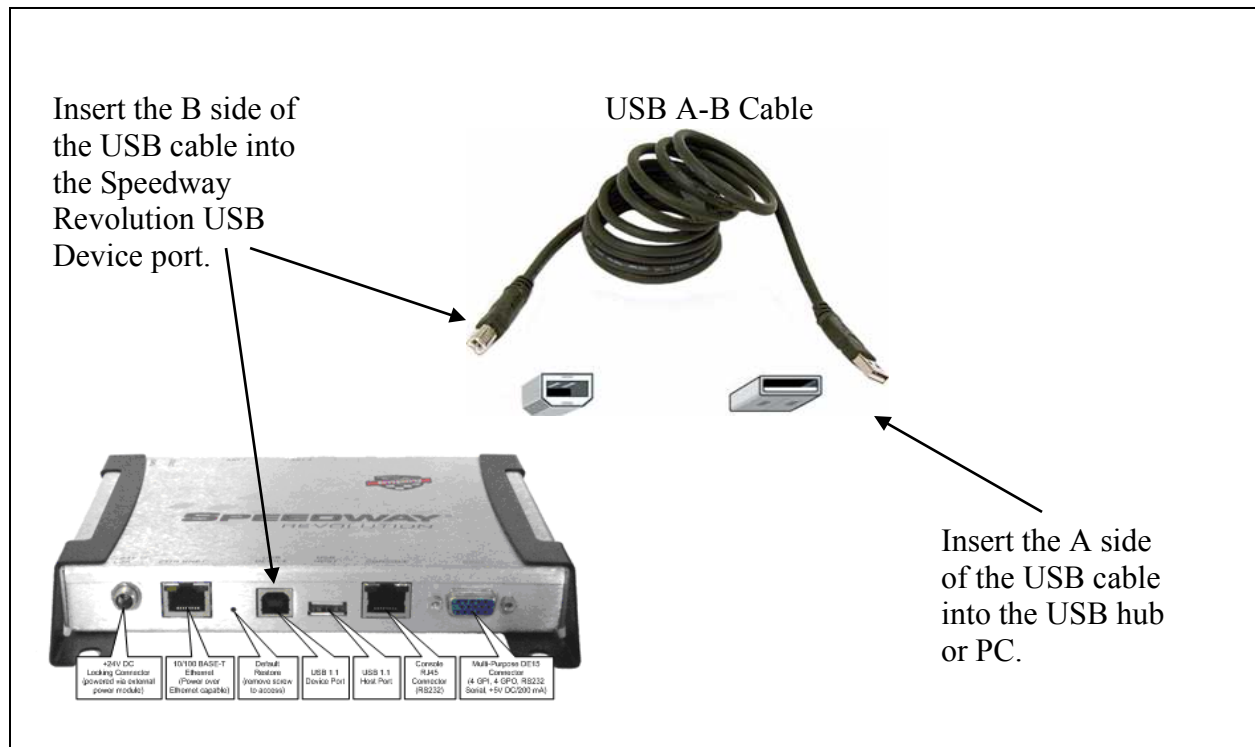 Insert the B side of
the USB cable into
the Speedway
Revolution USB
Device port.
USB A-B Cable
Insert the A side
of the USB cable
into the USB hub
or PC.
SPEEDWAY
REVOLUTION
+24V DC
Locking Connector
(powered via external
power module)
10/100 BASE-T
Ethernet
(Power over
Ethernet capable)
Default
Restore
(remove screw
to access)
USB 1.1
Device Port
USB 1.1
Host Port
Console
RJ45
Connector
(RS232)
Multi-Purpose DE15
Connector
(4 GPI, 4 GPO, RS232
Serial, +5V DC/200 mA)